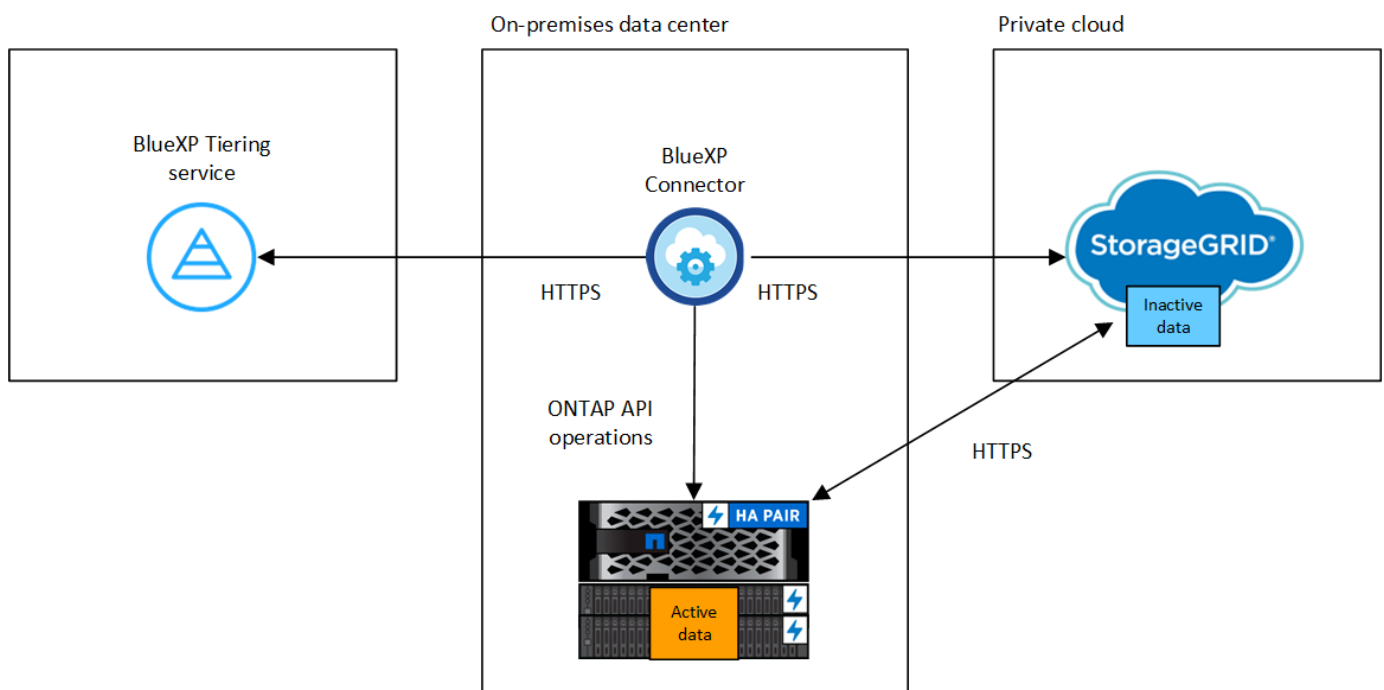 On-premises data center
Private cloud
BlueXP Tiering
service
BlueXP
Connector
StorageGRID®
Inactive
data
HTTPS
HTTPS
ONTAP API
operations
HTTPS
HA PAIR
Active
data